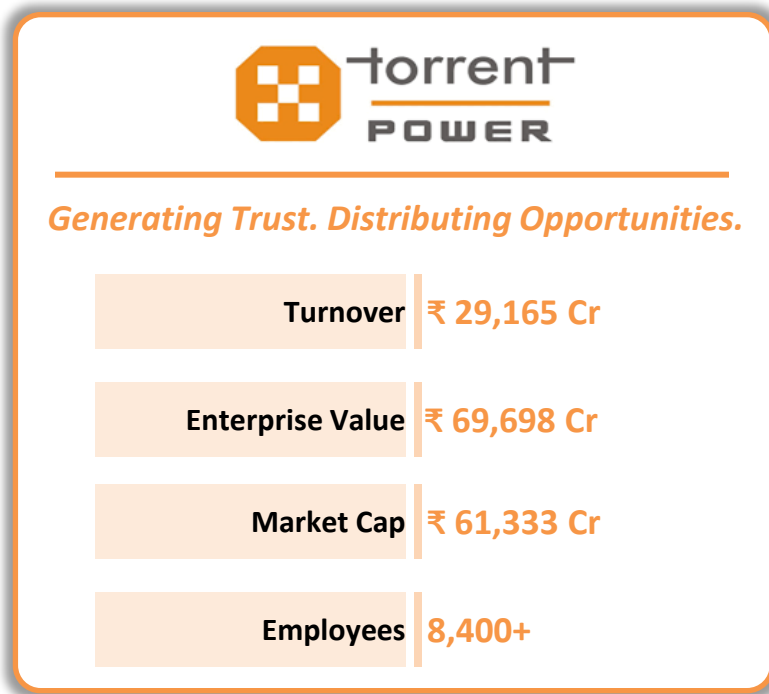 torrent
POWER
Generating Trust. Distributing Opportunities.
Turnover ₹ 29,165 Cr
Enterprise Value ₹ 69,698 Cr
Market Cap ₹ 61,333 Cr
Employees 8,400+